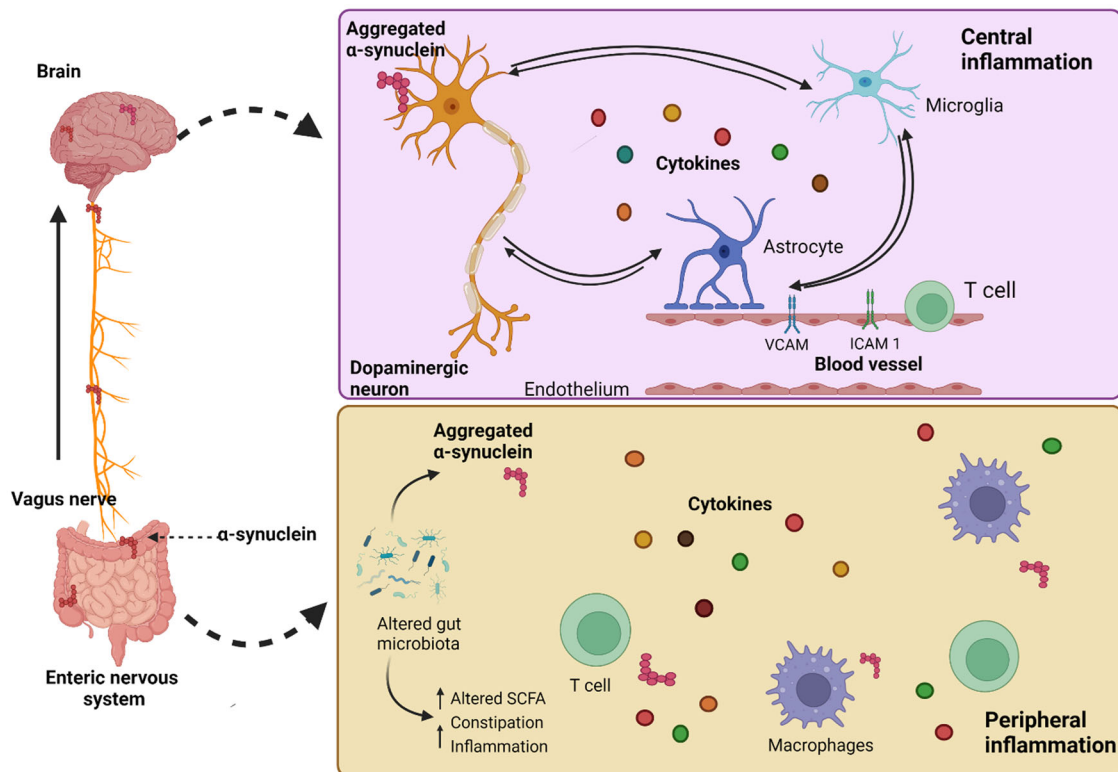 Brain
Vagus nerve
α-synuclein
Enteric nervous
system
Aggregated
α-synuclein
Central
inflammation
Microglia
Cytokines
Astrocyte
T cell
VCAM
ICAM 1
Blood vessel
Dopaminergic
neuron
Endothelium
Aggregated
α-synuclein
Cytokines
Altered gut
microbiota
T cell
Altered SCFA
Constipation
Inflammation
Macrophages
Peripheral
inflammation